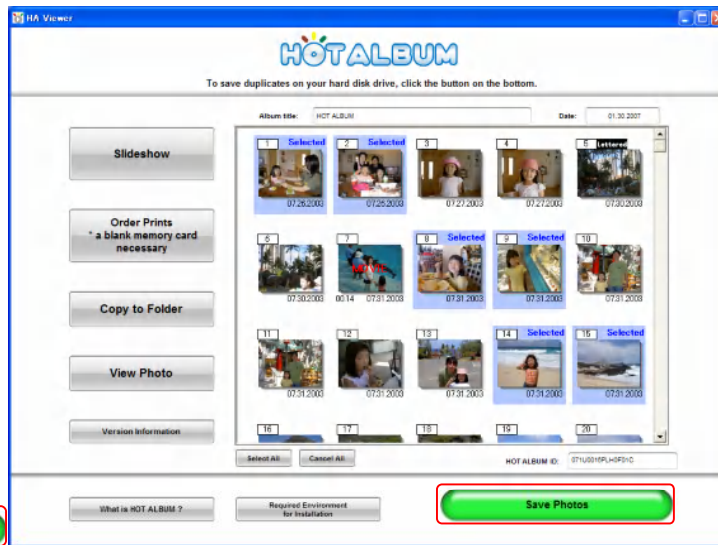 HA Viewer
HOTALBUM
To save duplicates on your hard disk drive, click the button on the bottom.
Album title: HOT ALBUM Date: 01.30.2007
Slideshow
Order Prints
* a blank memory card
necessary
Copy to Folder
View Photo
Version Information
1 Selected 2 Selected 3 4 5 Lettered
07.26.2003 07.26.2003 07.27.2003 07.27.2003 07.30.2003
6 7 8 Selected 9 Selected 10
07.30.2003 00:14 07.31.2003 07.31.2003 07.31.2003 07.31.2003
11 12 13 14 Selected 15 Selected
07.31.2003 07.31.2003 07.31.2003 07.31.2003 07.31.2003
16 17 18 19 20
Select All Cancel All HOT ALBUM ID:
What is HOT ALBUM ?
Required Environment
for Installation
Save Photos